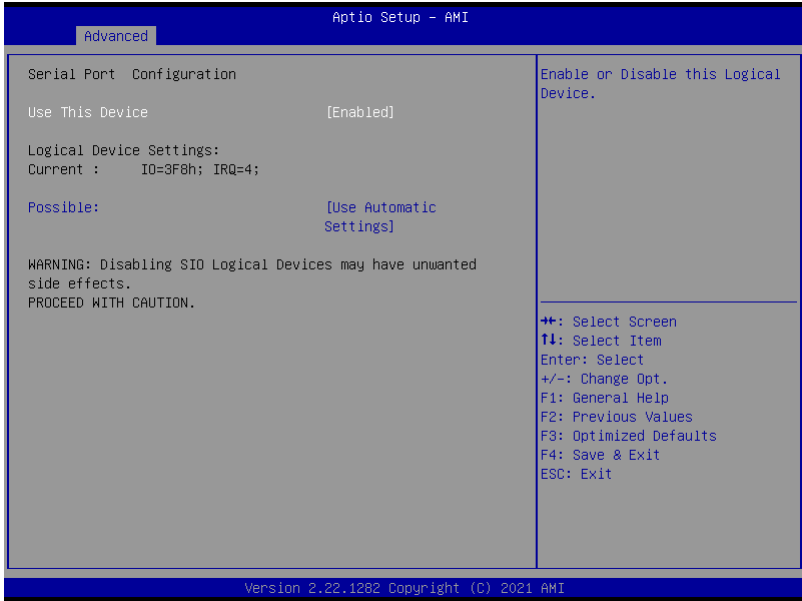 Aptio Setup – AMI
Advanced
Serial Port  Configuration
Use This Device [Enabled]
Logical Device Settings:
Current :     IO=3F8h; IRQ=4;
Possible: [Use Automatic
Settings]
WARNING: Disabling SIO Logical Devices may have unwanted
side effects.
PROCEED WITH CAUTION.
Enable or Disable this Logical
Device.
→←: Select Screen
↑↓: Select Item
Enter: Select
+/-: Change Opt.
F1: General Help
F2: Previous Values
F3: Optimized Defaults
F4: Save & Exit
ESC: Exit
Version 2.22.1282 Copyright (C) 2021 AMI